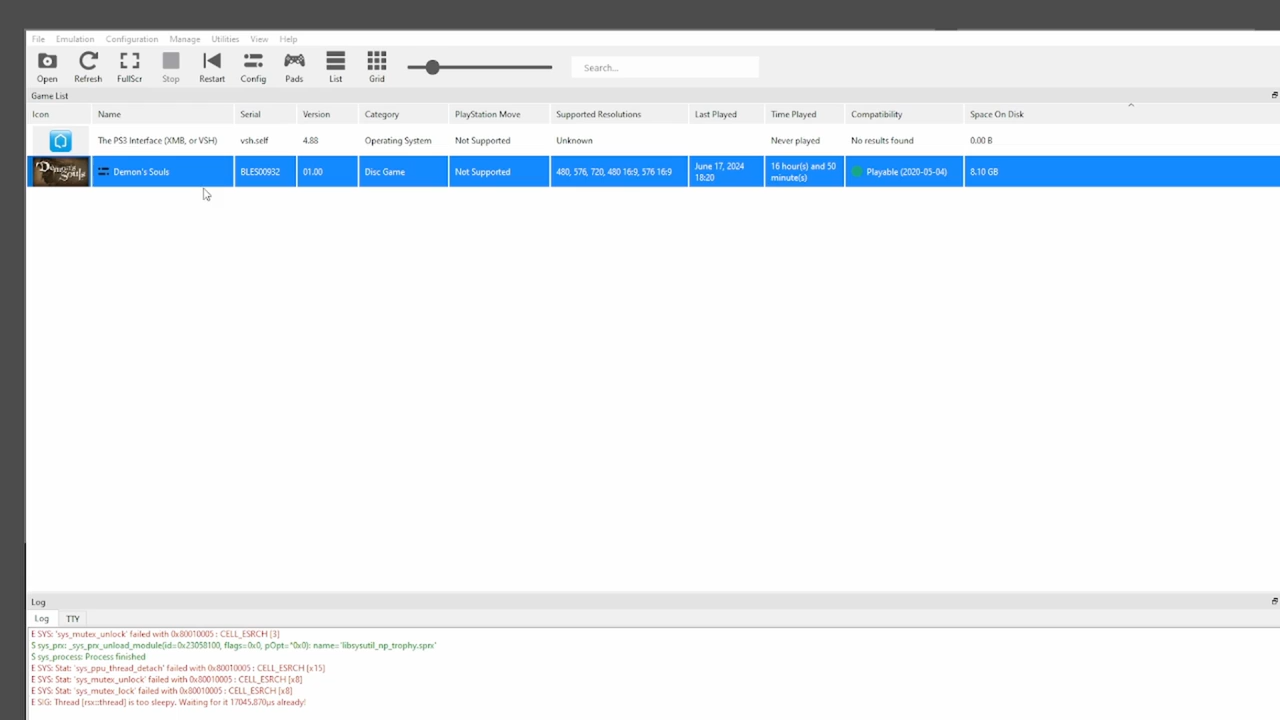 File Emulation Configuration Manage Utilities View Help
Open Refresh FullScr Stop Restart Config Pads List Grid Search...
Game List
Icon Name Serial Version Category PlayStation Move Supported Resolutions Last Played Time Played Compatibility Space On Disk
The PS3 Interface (XMB, or VSH) vsh.self 4.88 Operating System Not Supported Unknown Never played No results found 0.00 B
Demon's Souls Demon's Souls BLES00932 01.00 Disc Game Not Supported 480, 576, 720, 480 16:9, 576 16:9 June 17, 2024 16 hour(s) and 50 Playable (2020-05-04) 8.10 GB
18:20 minute(s)
Log
Log TTY
E SYS: 'sys_mutex_unlock' failed with 0x80010005 : CELL_ESRCH [3]
S sys_prx: _sys_prx_unload_module(id=0x23058100, flags=0x0, pOpt=*0x0): name='libsysutil_np_trophy.sprx'
S sys_process: Process finished
E SYS: Stat: 'sys_ppu_thread_detach' failed with 0x80010005 : CELL_ESRCH [x15]
E SYS: Stat: 'sys_mutex_unlock' failed with 0x80010005 : CELL_ESRCH [x8]
E SYS: Stat: 'sys_mutex_lock' failed with 0x80010005 : CELL_ESRCH [x8]
E SIG: Thread [rsx::thread] is too sleepy. Waiting for it 17045.870µs already!